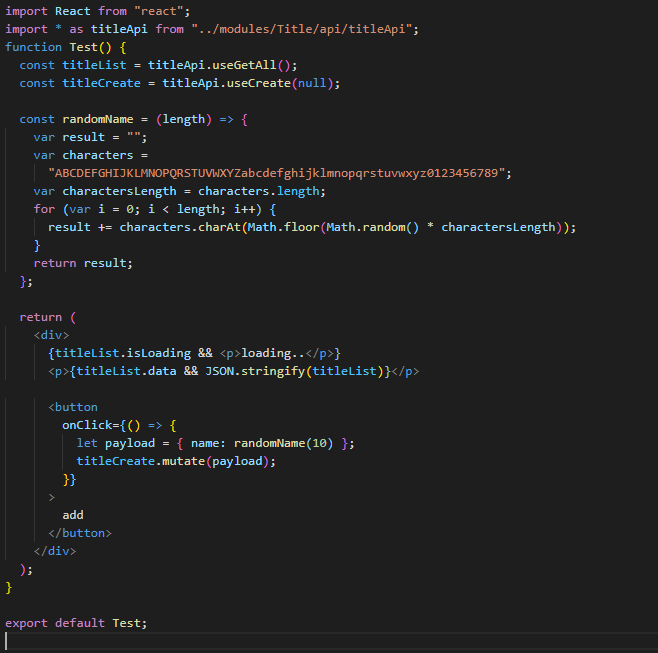 import React from "react";
import * as titleApi from "../modules/Title/api/titleApi";
function Test() {
  const titleList = titleApi.useGetAll();
  const titleCreate = titleApi.useCreate(null);

  const randomName = (length) => {
    var result = "";
    var characters =
      "ABCDEFGHIJKLMNOPQRSTUVWXYZabcdefghijklmnopqrstuvwxyz0123456789";
    var charactersLength = characters.length;
    for (var i = 0; i < length; i++) {
      result += characters.charAt(Math.floor(Math.random() * charactersLength));
    }
    return result;
  };

  return (
    <div>
      {titleList.isLoading && <p>loading..</p>}
      <p>{titleList.data && JSON.stringify(titleList)}</p>

      <button
        onClick={() => {
          let payload = { name: randomName(10) };
          titleCreate.mutate(payload);
        }}
      >
        add
      </button>
    </div>
  );
}

export default Test;